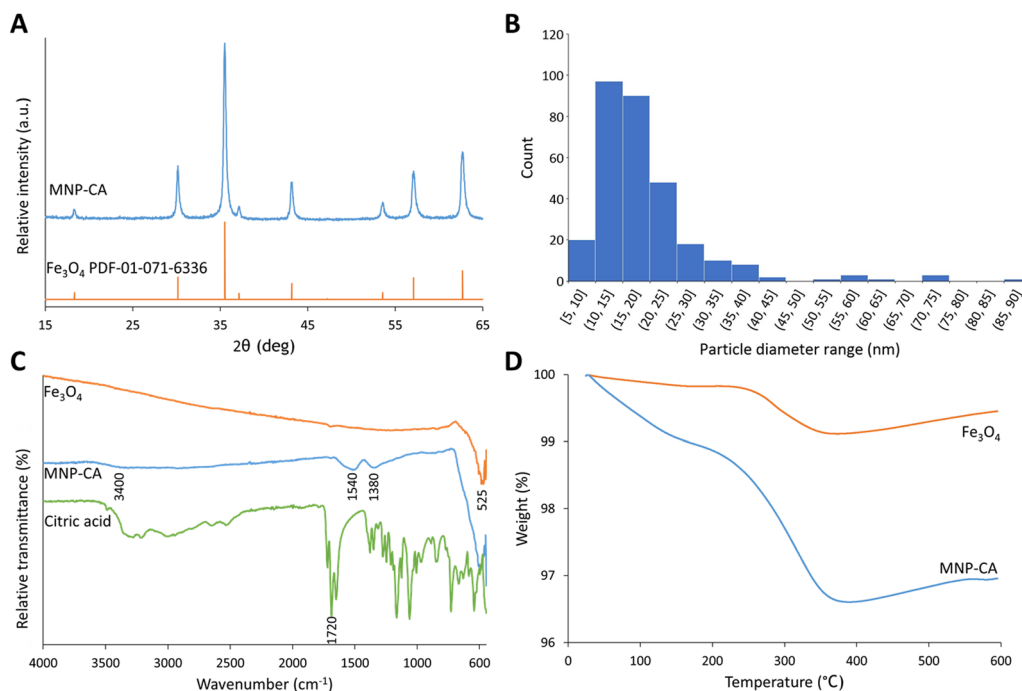 A
Relative intensity (a.u.)
MNP-CA
Fe₃O₄ PDF-01-071-6336
15 25 35 45 55 65
2θ (deg)
B
Count
120
100
80
60
40
20
0
[5, 10] (10, 15] (15, 20] (20, 25] (25, 30] (30, 35] (35, 40] (40, 45] (45, 50] (50, 55] (55, 60] (60, 65] (65, 70] (70, 75] (75, 80] (80, 85] (85, 90]
Particle diameter range (nm)
C
Relative transmittance (%)
Fe₃O₄
MNP-CA
3400
1540
1380
525
Citric acid
1720
4000 3000 2000 1500 1000 600
Wavenumber (cm⁻¹)
D
Weight (%)
100
99
98
97
96
Fe₃O₄
MNP-CA
0 100 200 300 400 500 600
Temperature (°C)